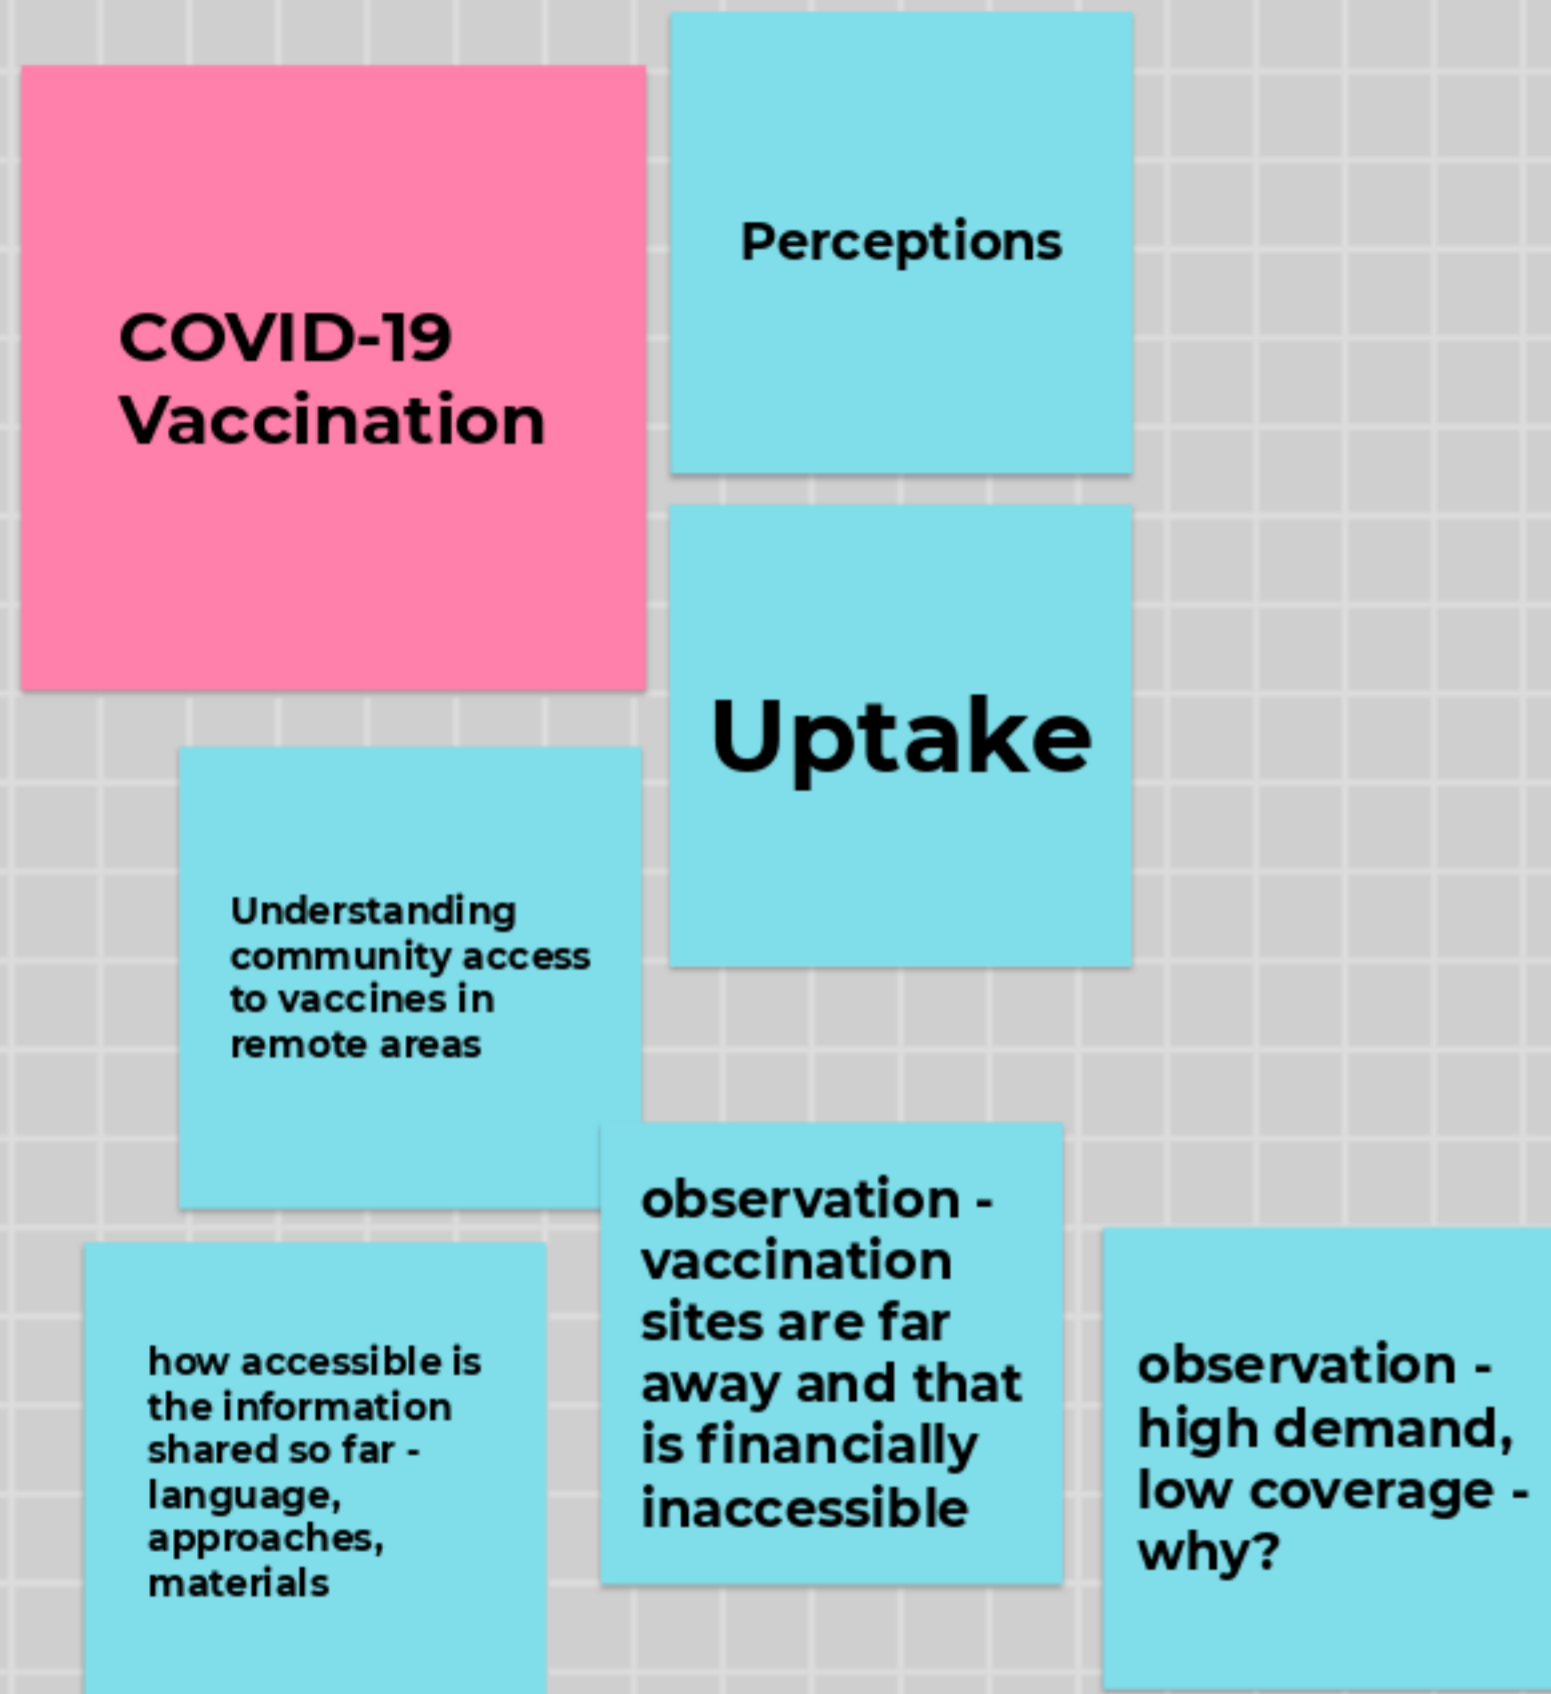 COVID-19
Vaccination
Perceptions
Uptake
Understanding
community access
to vaccines in
remote areas
how accessible is
the information
shared so far -
language,
approaches,
materials
observation -
vaccination
sites are far
away and that
is financially
inaccessible
observation -
high demand,
low coverage -
why?